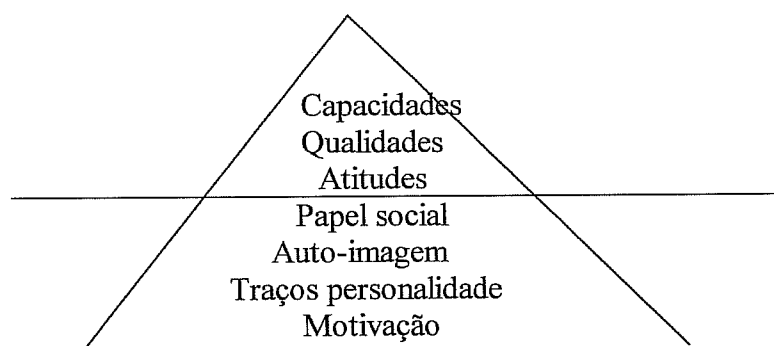 Capacidades
Qualidades
Atitudes
Papel social
Auto-imagem
Traços personalidade
Motivação